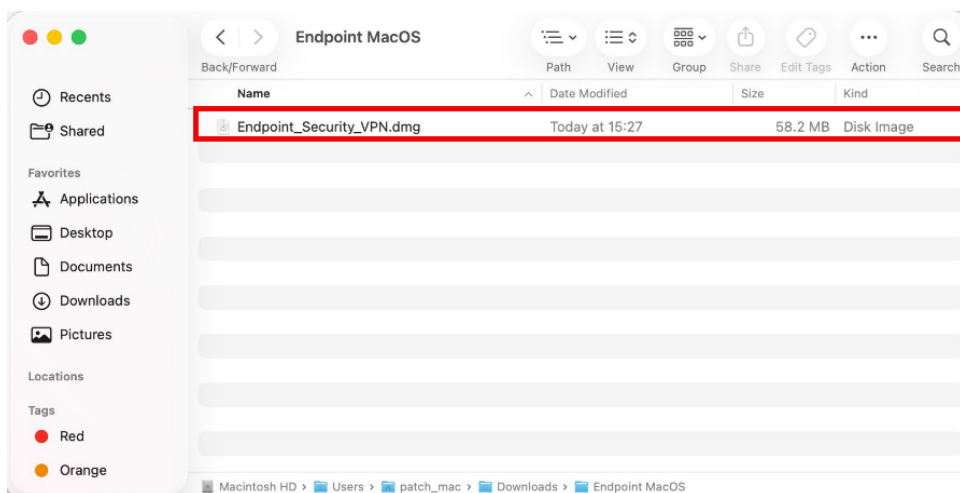 Endpoint MacOS
Back/Forward
Path View Group Share Edit Tags Action Search
Recents
Shared
Favorites
Applications
Desktop
Documents
Downloads
Pictures
Locations
Tags
Red
Orange
Name Date Modified Size Kind
Endpoint_Security_VPN.dmg Today at 15:27 58.2 MB Disk Image
Macintosh HD › Users › patch_mac › Downloads › Endpoint MacOS